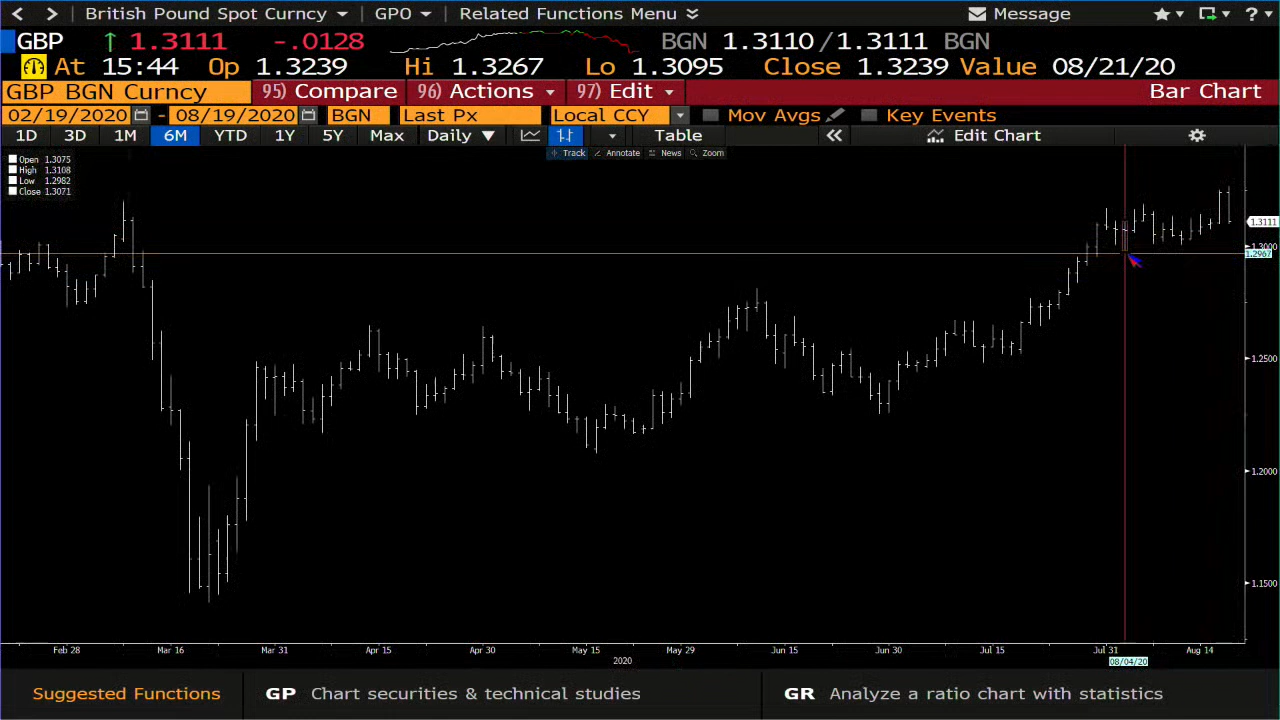 British Pound Spot Curncy GPO Related Functions Menu Message ?
GBP 1.3111 -.0128 BGN 1.3110/1.3111 BGN
At 15:44 Op 1.3239 Hi 1.3267 Lo 1.3095 Close 1.3239 Value 08/21/20
GBP BGN Curncy 95) Compare 96) Actions 97) Edit Bar Chart
02/19/2020 - 08/19/2020 BGN Last Px Local CCY Mov Avgs Key Events
1D 3D 1M 6M YTD 1Y 5Y Max Daily Table Edit Chart
Track Annotate News Zoom
Open 1.3075
High 1.3108
Low 1.2982
Close 1.3071
1.3111
1.3000
1.2967
1.2500
1.2000
1.1500
Feb 28 Mar 16 Mar 31 Apr 15 Apr 30 May 15 May 29 Jun 15 Jun 30 Jul 15 Jul 31 Aug 14
2020 08/04/20
Suggested Functions GP Chart securities & technical studies GR Analyze a ratio chart with statistics